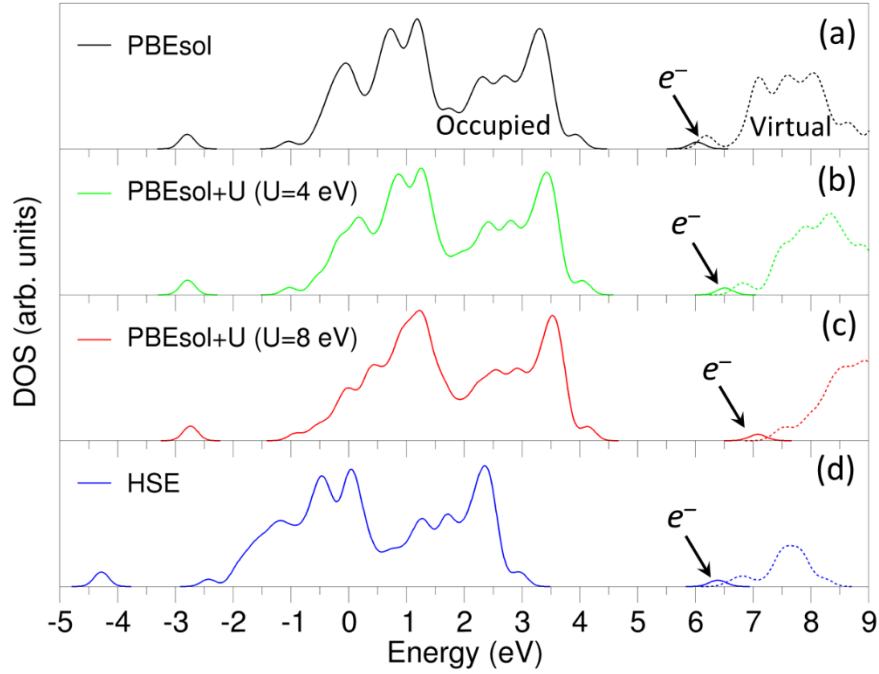 PBEsol
(a)
e⁻
Occupied
Virtual
PBEsol+U (U=4 eV)
(b)
e⁻
PBEsol+U (U=8 eV)
(c)
e⁻
HSE
(d)
e⁻
DOS (arb. units)
-5 -4 -3 -2 -1 0 1 2 3 4 5 6 7 8 9
Energy (eV)